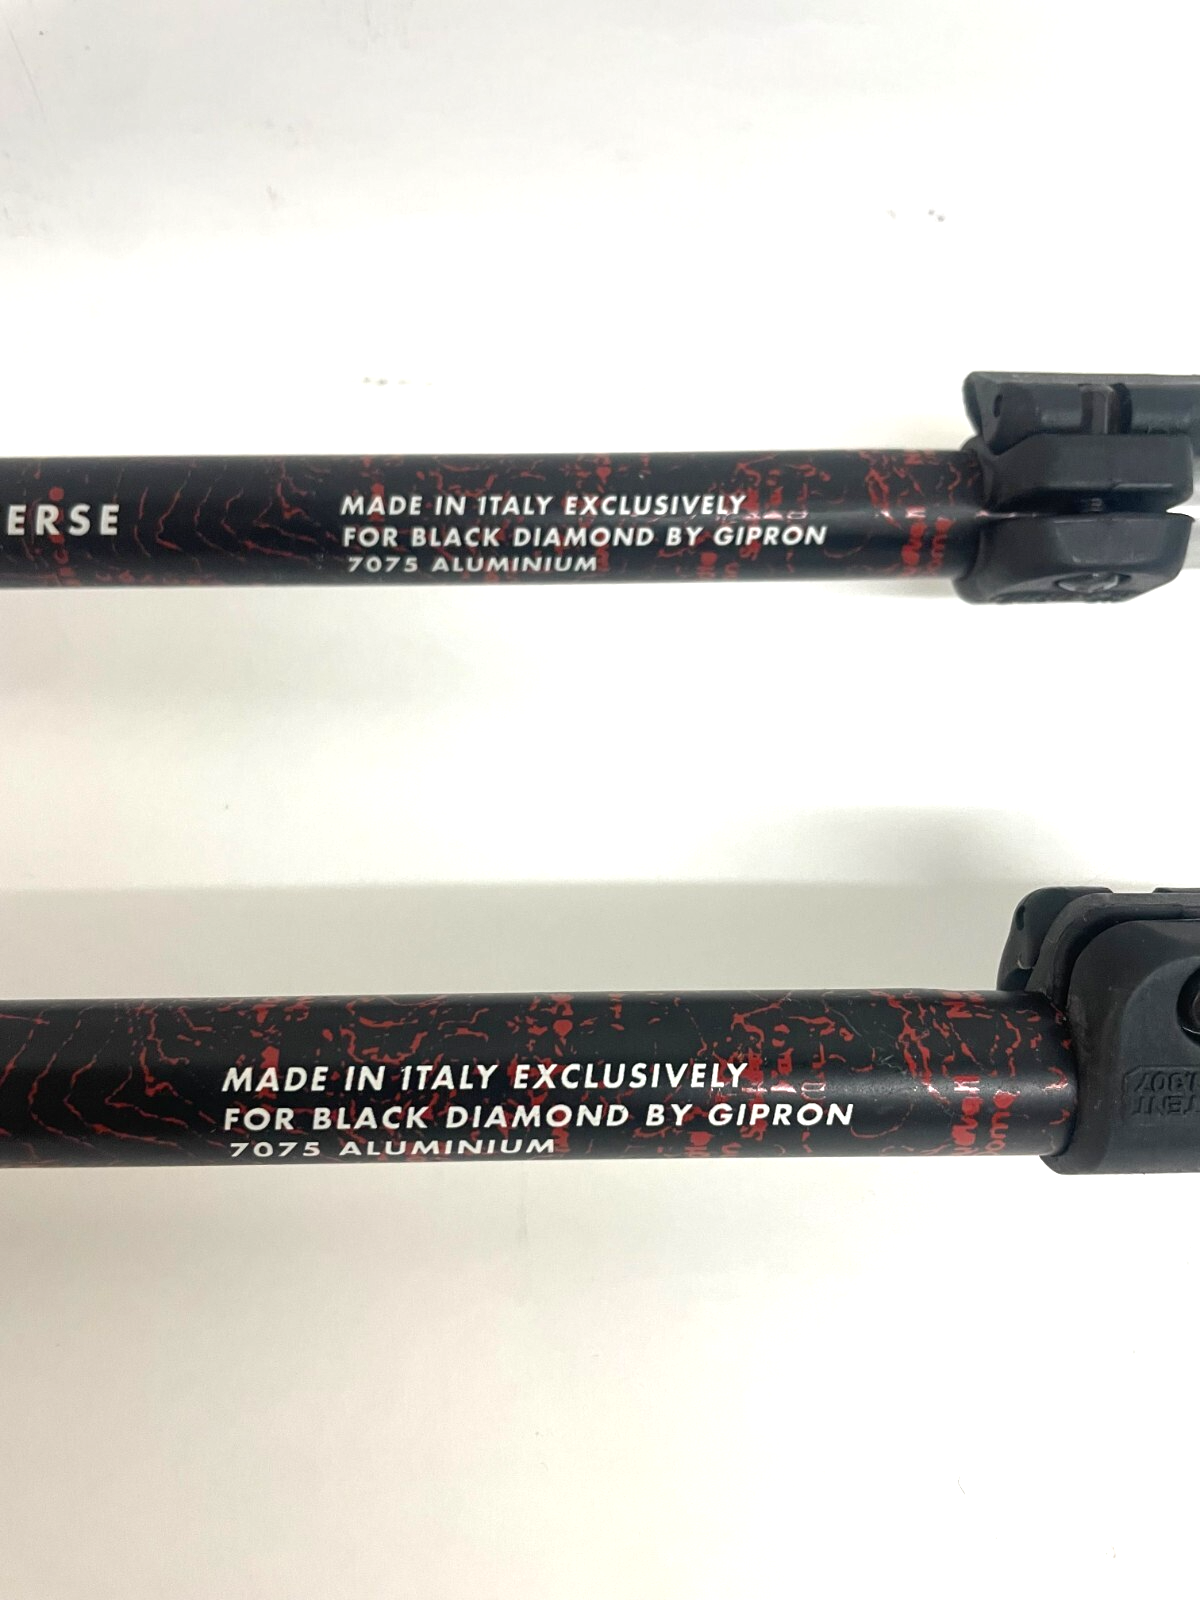 ERSE
MADE IN ITALY EXCLUSIVELY
FOR BLACK DIAMOND BY GIPRON
7075 ALUMINIUM
MADE IN ITALY EXCLUSIVELY
FOR BLACK DIAMOND BY GIPRON
7075 ALUMINIUM